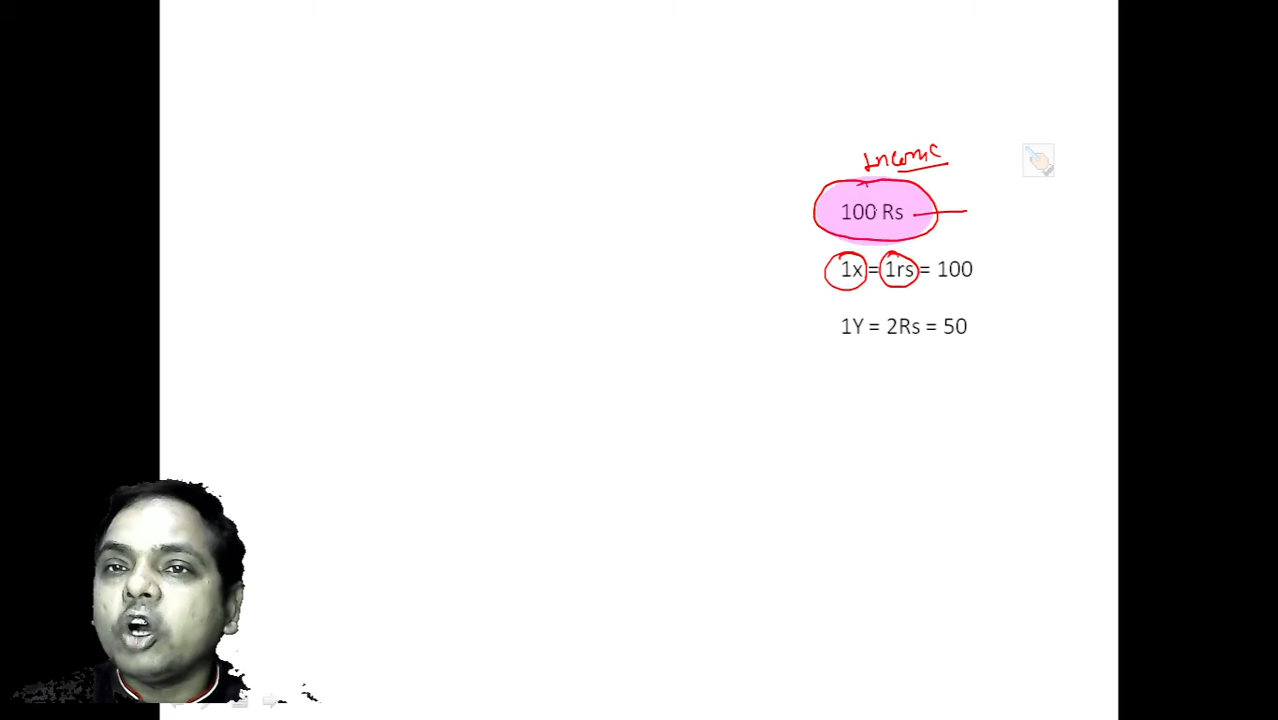 Income
100 Rs
1x = 1rs = 100
1Y = 2Rs = 50